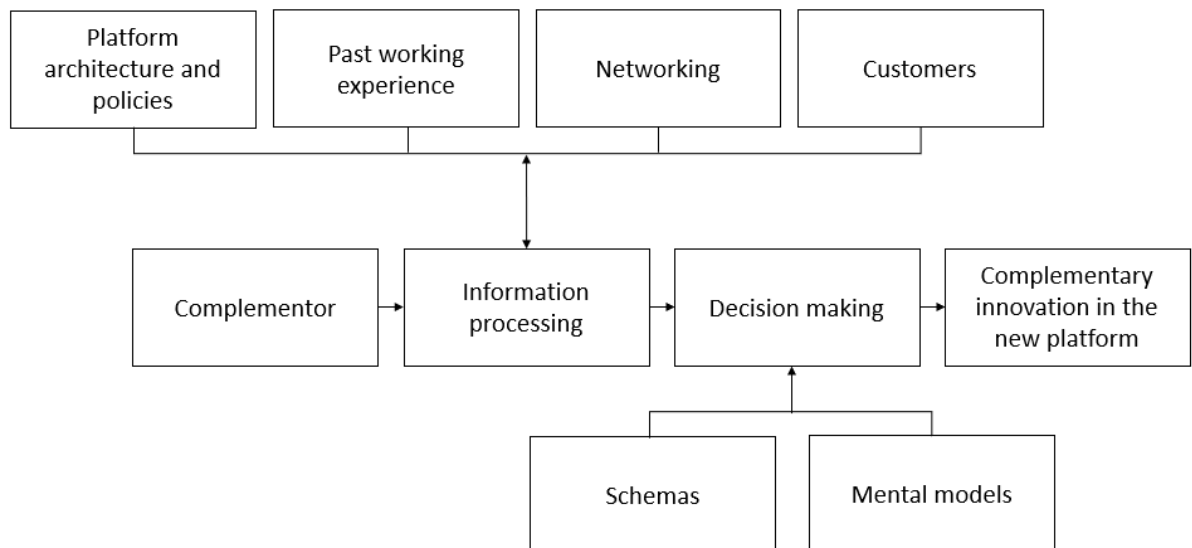 Platform
architecture and
policies
Past working
experience
Networking
Customers
Complementor
Information
processing
Decision making
Complementary
innovation in the
new platform
Schemas
Mental models